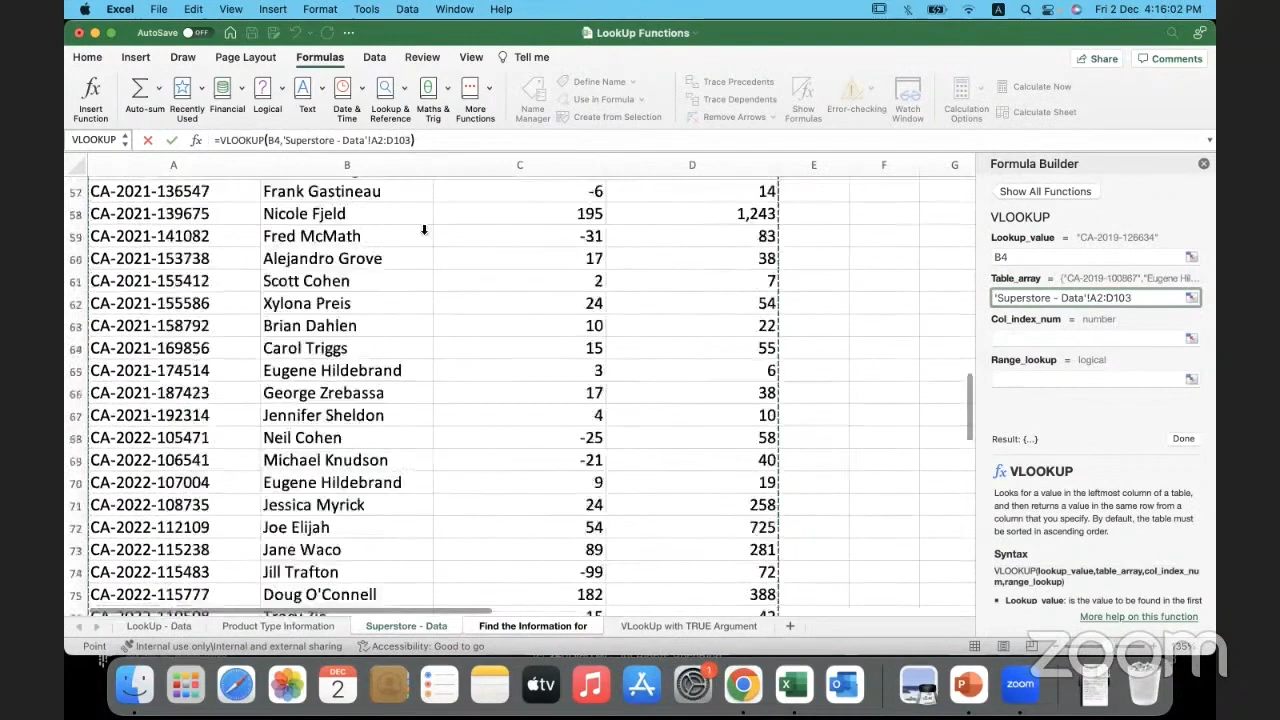 Excel File Edit View Insert Format Tools Data Window Help A Fri 2 Dec 4:16:02 PM
AutoSave OFF LookUp Functions
Home Insert Draw Page Layout Formulas Data Review View Tell me Share Comments
fx Insert Function
Auto-sum Recently Used Financial Logical Text Date & Time Lookup & Reference Maths & Trig More Functions
Name Manager Define Name Use in Formula Create from Selection
Trace Precedents Trace Dependents Remove Arrows Show Formulas Error-checking Watch Window
Calculation Options Calculate Now Calculate Sheet
VLOOKUP fx =VLOOKUP(B4,'Superstore - Data'!A2:D103)
A B C D E F G
57 CA-2021-136547 Frank Gastineau -6 14
58 CA-2021-139675 Nicole Fjeld 195 1,243
59 CA-2021-141082 Fred McMath -31 83
60 CA-2021-153738 Alejandro Grove 17 38
61 CA-2021-155412 Scott Cohen 2 7
62 CA-2021-155586 Xylona Preis 24 54
63 CA-2021-158792 Brian Dahlen 10 22
64 CA-2021-169856 Carol Triggs 15 55
65 CA-2021-174514 Eugene Hildebrand 3 6
66 CA-2021-187423 George Zrebassa 17 38
67 CA-2021-192314 Jennifer Sheldon 4 10
68 CA-2022-105471 Neil Cohen -25 58
69 CA-2022-106541 Michael Knudson -21 40
70 CA-2022-107004 Eugene Hildebrand 9 19
71 CA-2022-108735 Jessica Myrick 24 258
72 CA-2022-112109 Joe Elijah 54 725
73 CA-2022-115238 Jane Waco 89 281
74 CA-2022-115483 Jill Trafton -99 72
75 CA-2022-115777 Doug O'Connell 182 388
Formula Builder
Show All Functions
VLOOKUP
Lookup_value = "CA-2019-126634"
B4
Table_array = {"CA-2019-100867","Eugene Hil...
'Superstore - Data'!A2:D103
Col_index_num = number
Range_lookup = logical
Result: {...} Done
fx VLOOKUP
Looks for a value in the leftmost column of a table,
and then returns a value in the same row from a
column that you specify. By default, the table must
be sorted in ascending order.
Syntax
VLOOKUP(lookup_value,table_array,col_index_nu
m,range_lookup)
Lookup_value: is the value to be found in the first
More help on this function
LookUp - Data Product Type Information Superstore - Data Find the Information for VLookUp with TRUE Argument +
Point Internal use only\Internal and external sharing Accessibility: Good to go
DEC
2
tv
1
zoom
zoom